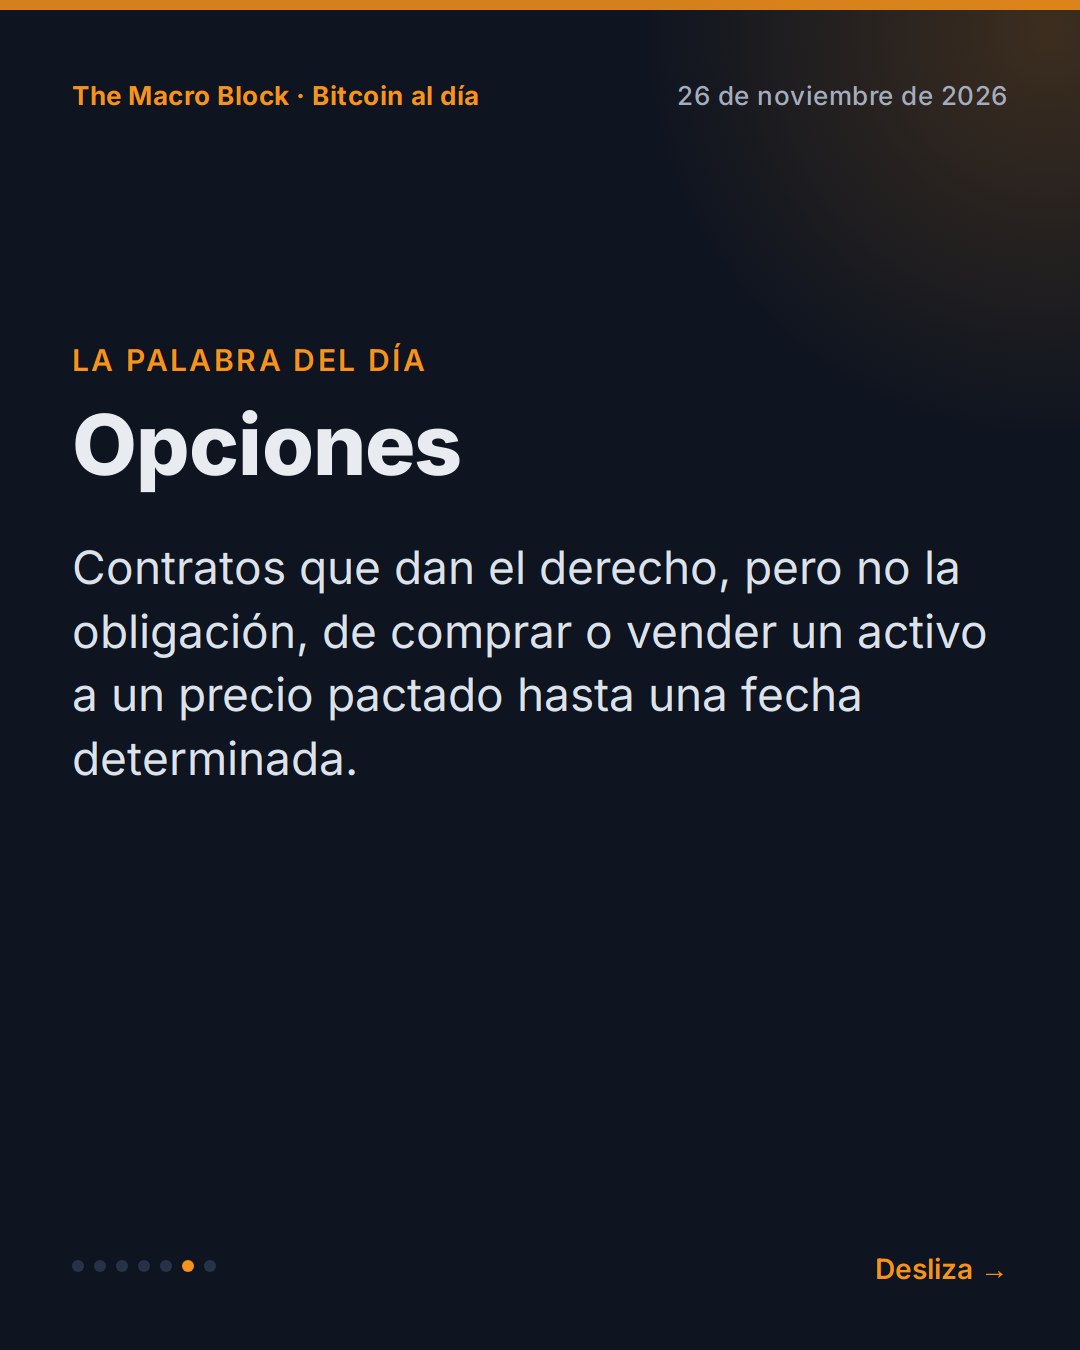 The Macro Block · Bitcoin al día
26 de noviembre de 2026
LA PALABRA DEL DÍA
Opciones
Contratos que dan el derecho, pero no la
obligación, de comprar o vender un activo
a un precio pactado hasta una fecha
determinada.
Desliza →